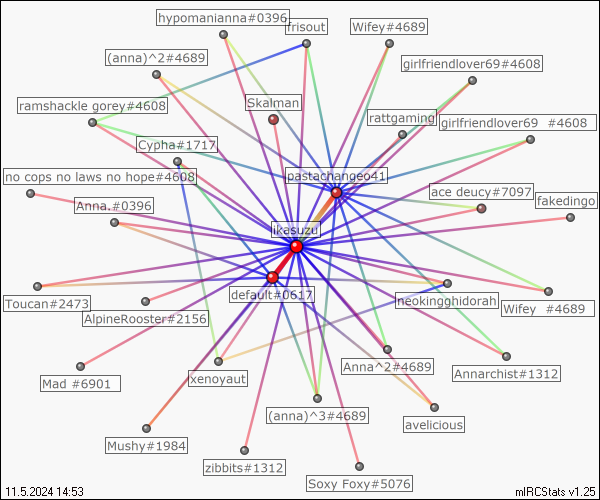 hypomanianna#0396
frisout
Wifey#4689
(anna)^2#4689
girlfriendlover69#4608
ramshackle gorey#4608
Skalman
rattgaming
girlfriendlover69 #4608
Cypha#1717
no cops no laws no hope#4608
pastachangeo41
ace deucy#7097
fakedingo
Anna.#0396
ikasuzu
Toucan#2473
default#0617
neokingghidorah
Wifey #4689
AlpineRooster#2156
Mad #6901
xenoyaut
Anna^2#4689
Annarchist#1312
(anna)^3#4689
avelicious
Mushy#1984
zibbits#1312
Soxy Foxy#5076
11.5.2024 14:53
mIRCStats v1.25